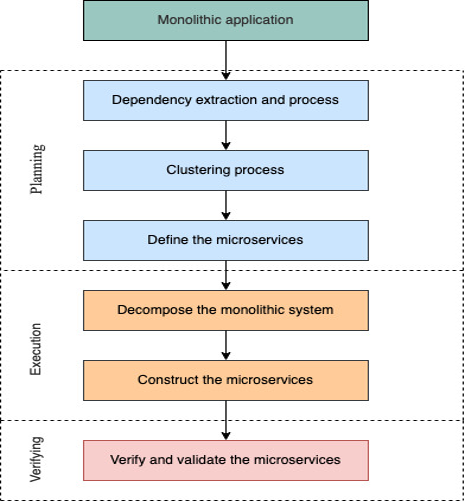 Monolithic application
Dependency extraction and process
Clustering process
Define the microservices
Planning
Decompose the monolithic system
Construct the microservices
Execution
Verify and validate the microservices
Verifying